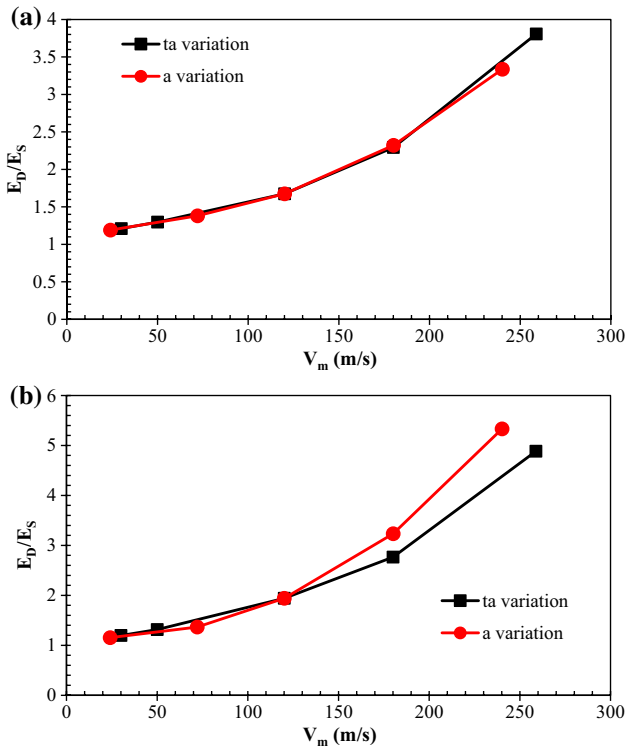 (a)
4
3.5
3
2.5
2
1.5
1
0.5
0
E_D/E_S
ta variation
a variation
0 50 100 150 200 250 300
V_m (m/s)
(b)
6
5
4
3
2
1
0
E_D/E_S
ta variation
a variation
0 50 100 150 200 250 300
V_m (m/s)